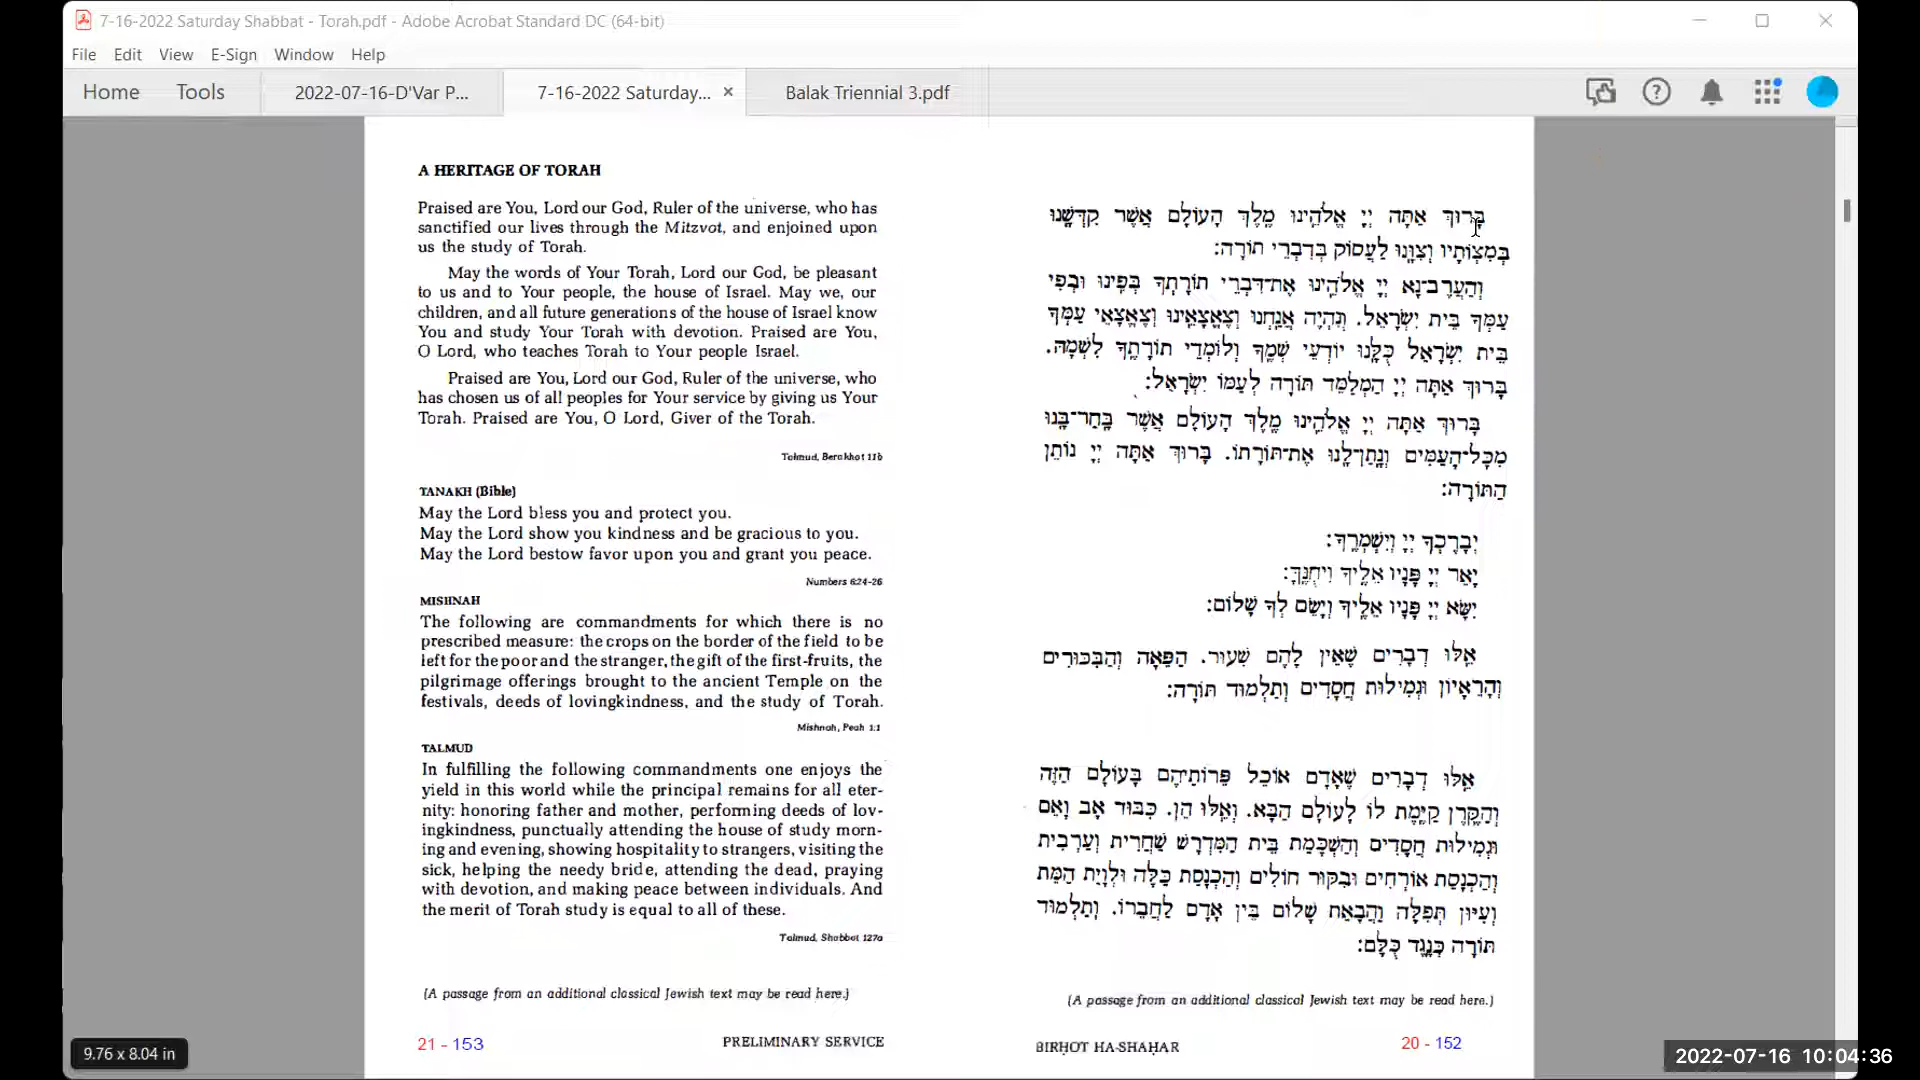 7-16-2022 Saturday Shabbat - Torah.pdf - Adobe Acrobat Standard DC (64-bit)
File Edit View E-Sign Window Help
Home Tools 2022-07-16-D'Var P... 7-16-2022 Saturday... × Balak Triennial 3.pdf
A HERITAGE OF TORAH
Praised are You, Lord our God, Ruler of the universe, who has
sanctified our lives through the Mitzvot, and enjoined upon
us the study of Torah.
May the words of Your Torah, Lord our God, be pleasant
to us and to Your people, the house of Israel. May we, our
children, and all future generations of the house of Israel know
You and study Your Torah with devotion. Praised are You,
O Lord, who teaches Torah to Your people Israel.
Praised are You, Lord our God, Ruler of the universe, who
has chosen us of all peoples for Your service by giving us Your
Torah. Praised are You, O Lord, Giver of the Torah.
Talmud, Berakhot 11b
TANAKH (Bible)
May the Lord bless you and protect you.
May the Lord show you kindness and be gracious to you.
May the Lord bestow favor upon you and grant you peace.
Numbers 6:24-26
MISHNAH
The following are commandments for which there is no
prescribed measure: the crops on the border of the field to be
left for the poor and the stranger, the gift of the first-fruits, the
pilgrimage offerings brought to the ancient Temple on the
festivals, deeds of lovingkindness, and the study of Torah.
Mishnah, Peah 1:1
TALMUD
In fulfilling the following commandments one enjoys the
yield in this world while the principal remains for all eter-
nity: honoring father and mother, performing deeds of lov-
ingkindness, punctually attending the house of study morn-
ing and evening, showing hospitality to strangers, visiting the
sick, helping the needy bride, attending the dead, praying
with devotion, and making peace between individuals. And
the merit of Torah study is equal to all of these.
Talmud, Shabbat 127a
(A passage from an additional classical Jewish text may be read here.)
21 - 153 PRELIMINARY SERVICE
בָּרוּךְ אַתָּה יְיָ אֱלֹהֵינוּ מֶלֶךְ הָעוֹלָם אֲשֶׁר קִדְּשָׁנוּ
בְּמִצְוֹתָיו וְצִוָּנוּ לַעֲסוֹק בְּדִבְרֵי תוֹרָה:
וְהַעֲרֶב־נָא יְיָ אֱלֹהֵינוּ אֶת־דִּבְרֵי תוֹרָתְךָ בְּפִינוּ וּבְפִי
עַמְּךָ בֵּית יִשְׂרָאֵל. וְנִהְיֶה אֲנַחְנוּ וְצֶאֱצָאֵינוּ וְצֶאֱצָאֵי עַמְּךָ
בֵּית יִשְׂרָאֵל כֻּלָּנוּ יוֹדְעֵי שְׁמֶךָ וְלוֹמְדֵי תוֹרָתֶךָ לִשְׁמָהּ.
בָּרוּךְ אַתָּה יְיָ הַמְלַמֵּד תּוֹרָה לְעַמּוֹ יִשְׂרָאֵל:
בָּרוּךְ אַתָּה יְיָ אֱלֹהֵינוּ מֶלֶךְ הָעוֹלָם אֲשֶׁר בָּחַר־בָּנוּ
מִכָּל־הָעַמִּים וְנָתַן־לָנוּ אֶת־תּוֹרָתוֹ. בָּרוּךְ אַתָּה יְיָ נוֹתֵן
הַתּוֹרָה:
יְבָרֶכְךָ יְיָ וְיִשְׁמְרֶךָ:
יָאֵר יְיָ פָּנָיו אֵלֶיךָ וִיחֻנֶּךָּ:
יִשָּׂא יְיָ פָּנָיו אֵלֶיךָ וְיָשֵׂם לְךָ שָׁלוֹם:
אֵלּוּ דְבָרִים שֶׁאֵין לָהֶם שִׁעוּר. הַפֵּאָה וְהַבִּכּוּרִים
וְהָרֵאָיוֹן וּגְמִילוּת חֲסָדִים וְתַלְמוּד תּוֹרָה:
אֵלּוּ דְבָרִים שֶׁאָדָם אוֹכֵל פֵּרוֹתֵיהֶם בָּעוֹלָם הַזֶּה
וְהַקֶּרֶן קַיֶּמֶת לוֹ לָעוֹלָם הַבָּא. וְאֵלּוּ הֵן. כִּבּוּד אָב וָאֵם
וּגְמִילוּת חֲסָדִים וְהַשְׁכָּמַת בֵּית הַמִּדְרָשׁ שַׁחֲרִית וְעַרְבִית
וְהַכְנָסַת אוֹרְחִים וּבִקּוּר חוֹלִים וְהַכְנָסַת כַּלָּה וּלְוָיַת הַמֵּת
וְעִיּוּן תְּפִלָּה וַהֲבָאַת שָׁלוֹם בֵּין אָדָם לַחֲבֵרוֹ. וְתַלְמוּד
תּוֹרָה כְּנֶגֶד כֻּלָּם:
(A passage from an additional classical Jewish text may be read here.)
BIRḤOT HA-SHAḤAR 20 - 152
9.76 x 8.04 in
2022-07-16 10:04:36